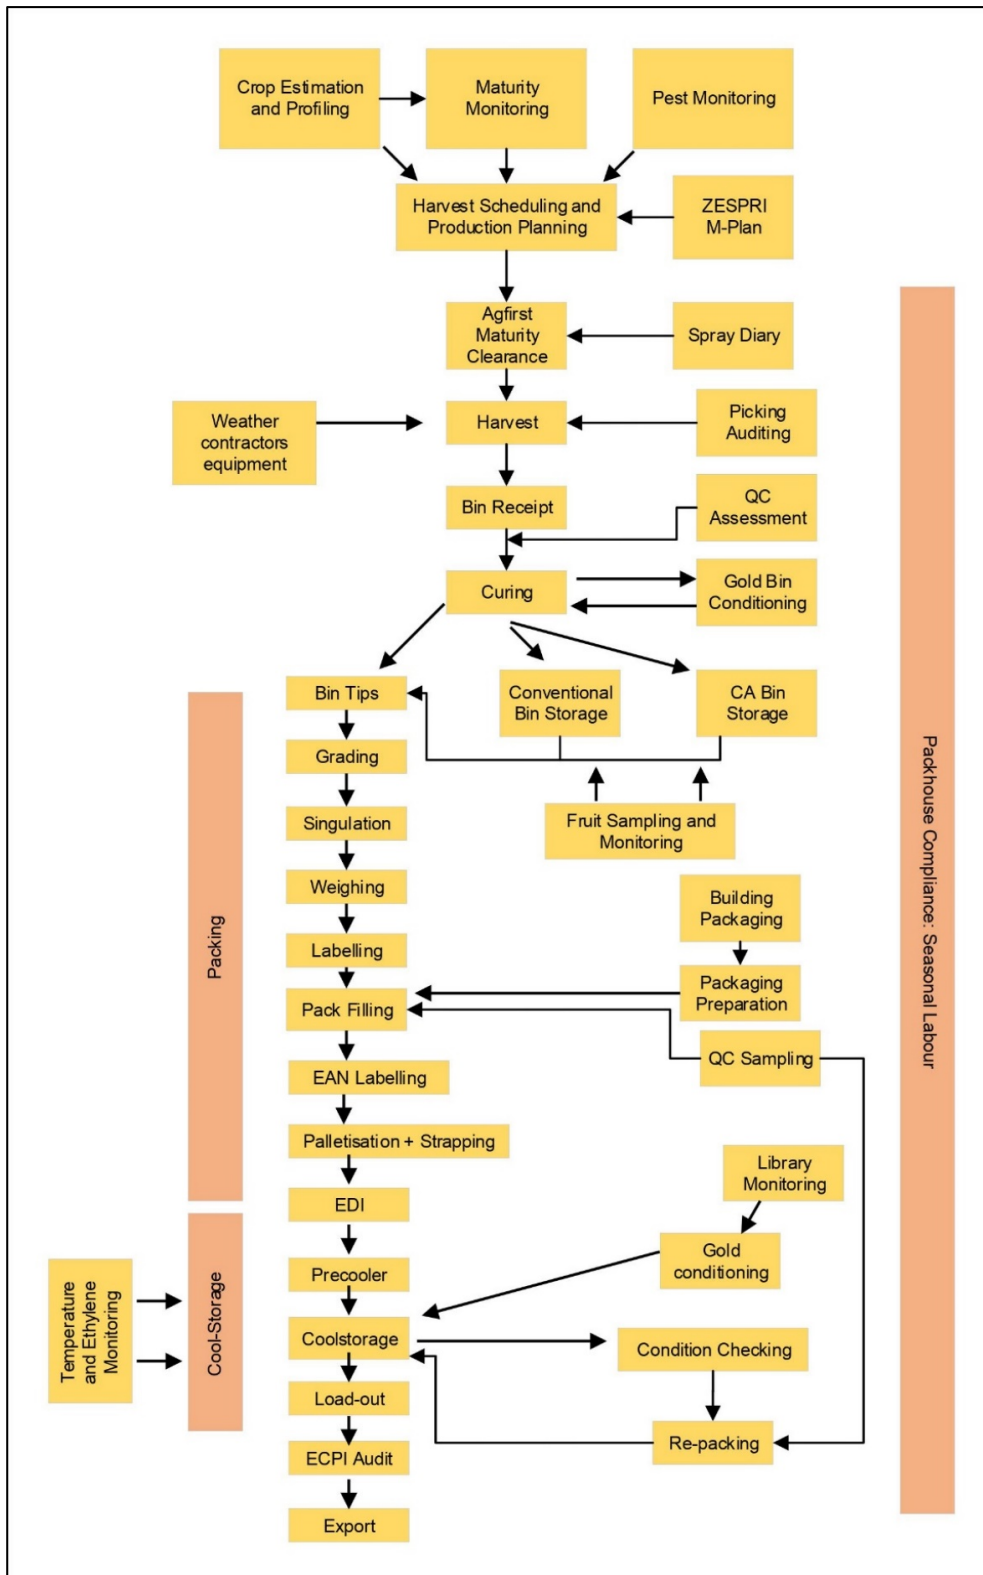 Crop Estimation
and Profiling
Maturity
Monitoring
Pest Monitoring
Harvest Scheduling and
Production Planning
ZESPRI
M-Plan
Agfirst
Maturity
Clearance
Spray Diary
Weather
contractors
equipment
Harvest
Picking
Auditing
Bin Receipt
QC
Assessment
Curing
Gold Bin
Conditioning
Bin Tips
Conventional
Bin Storage
CA Bin
Storage
Grading
Singulation
Fruit Sampling and
Monitoring
Weighing
Building
Packaging
Labelling
Packaging
Preparation
Pack Filling
QC Sampling
EAN Labelling
Palletisation + Strapping
Library
Monitoring
EDI
Gold
conditioning
Precooler
Coolstorage
Condition Checking
Load-out
Re-packing
ECPI Audit
Export
Packing
Cool-Storage
Temperature
and Ethylene
Monitoring
Packhouse Compliance: Seasonal Labour